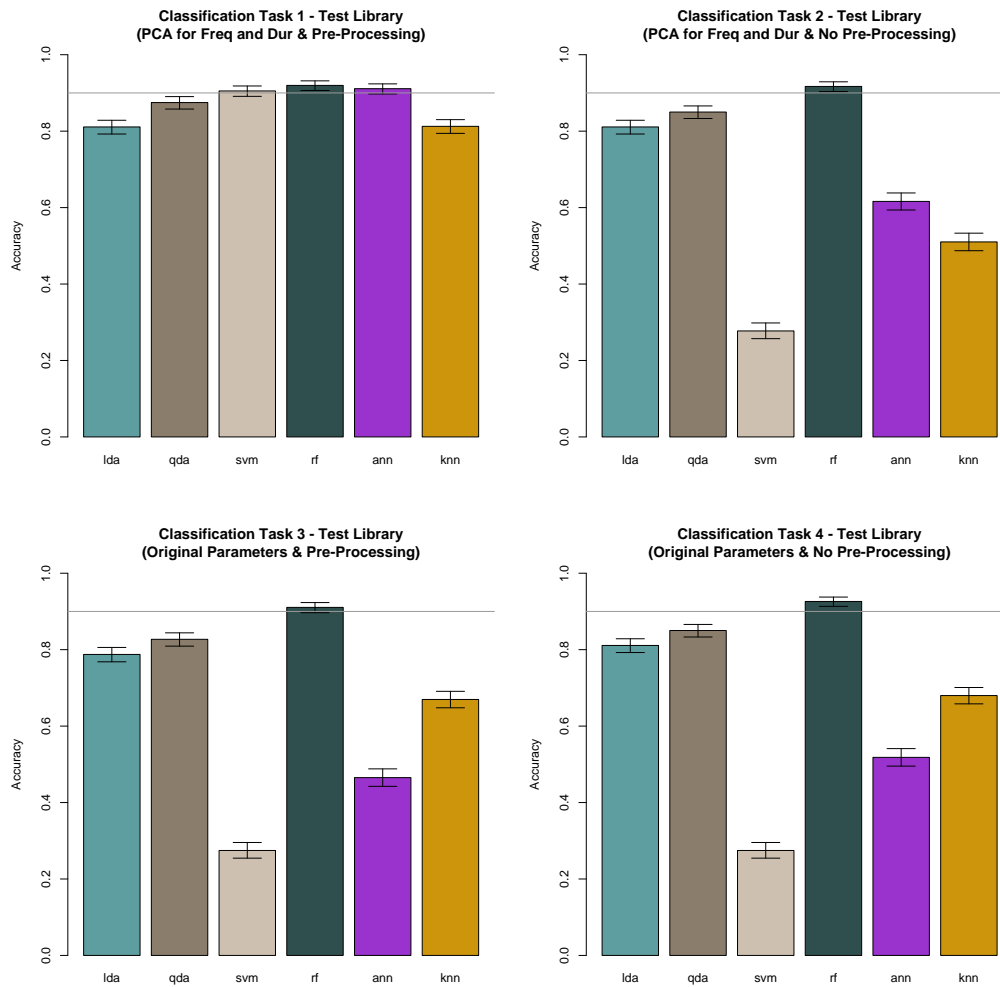 Classification Task 1 - Test Library
(PCA for Freq and Dur & Pre-Processing)
Accuracy
1.0
0.8
0.6
0.4
0.2
0.0
lda qda svm rf ann knn
Classification Task 2 - Test Library
(PCA for Freq and Dur & No Pre-Processing)
Accuracy
1.0
0.8
0.6
0.4
0.2
0.0
lda qda svm rf ann knn
Classification Task 3 - Test Library
(Original Parameters & Pre-Processing)
Accuracy
1.0
0.8
0.6
0.4
0.2
0.0
lda qda svm rf ann knn
Classification Task 4 - Test Library
(Original Parameters & No Pre-Processing)
Accuracy
1.0
0.8
0.6
0.4
0.2
0.0
lda qda svm rf ann knn